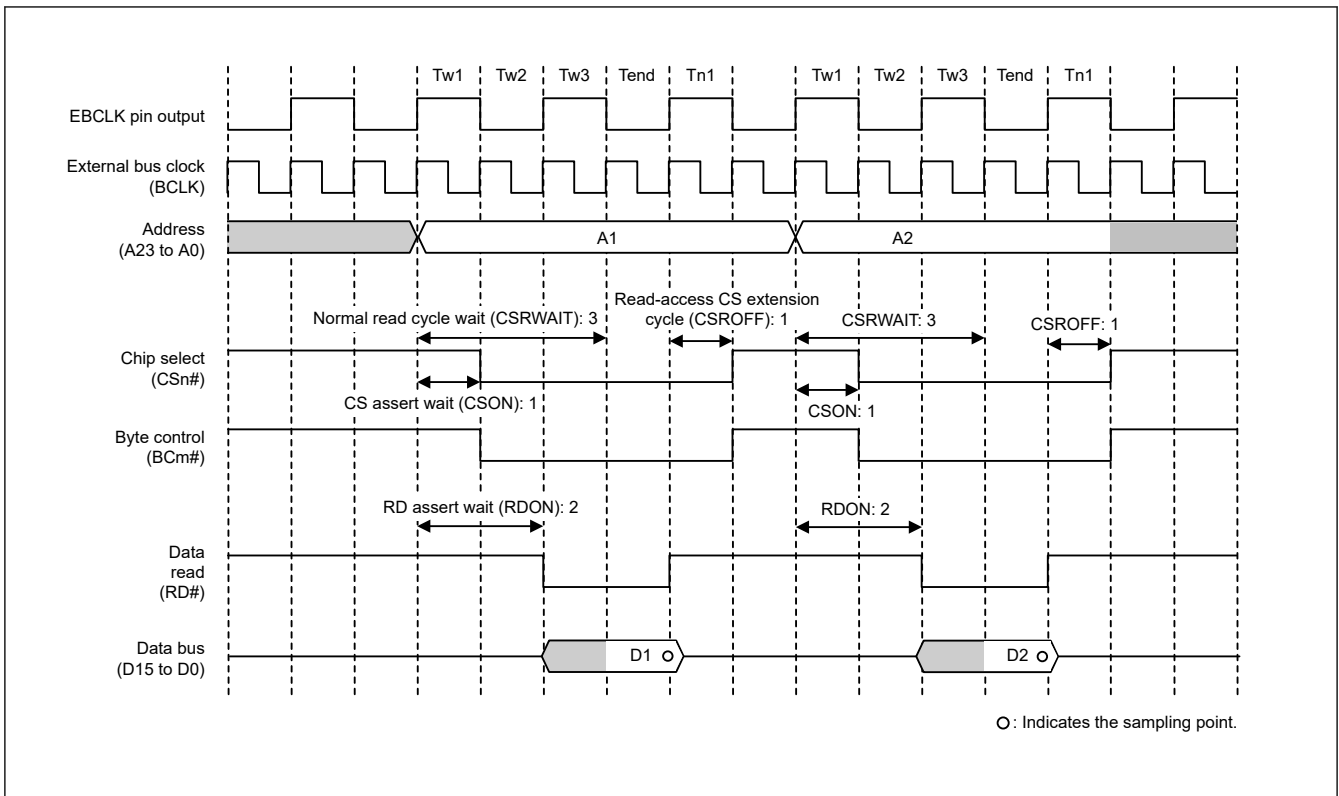 Tw1 Tw2 Tw3 Tend Tn1 Tw1 Tw2 Tw3 Tend Tn1
EBCLK pin output
External bus clock
(BCLK)
Address
(A23 to A0)
A1 A2
Read-access CS extension
cycle (CSROFF): 1
Normal read cycle wait (CSRWAIT): 3
CSRWAIT: 3
CSROFF: 1
Chip select
(CSn#)
CS assert wait (CSON): 1
CSON: 1
Byte control
(BCm#)
RD assert wait (RDON): 2
RDON: 2
Data
read
(RD#)
Data bus
(D15 to D0)
D1 D2
: Indicates the sampling point.